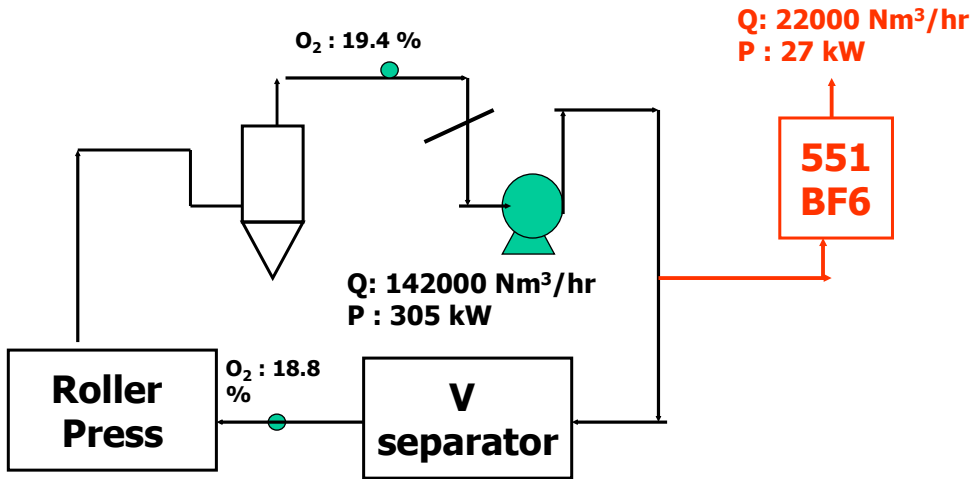 O₂ : 19.4 %
Q: 22000 Nm³/hr
P : 27 kW
551
BF6
Q: 142000 Nm³/hr
P : 305 kW
Roller
Press
O₂ : 18.8
%
V
separator